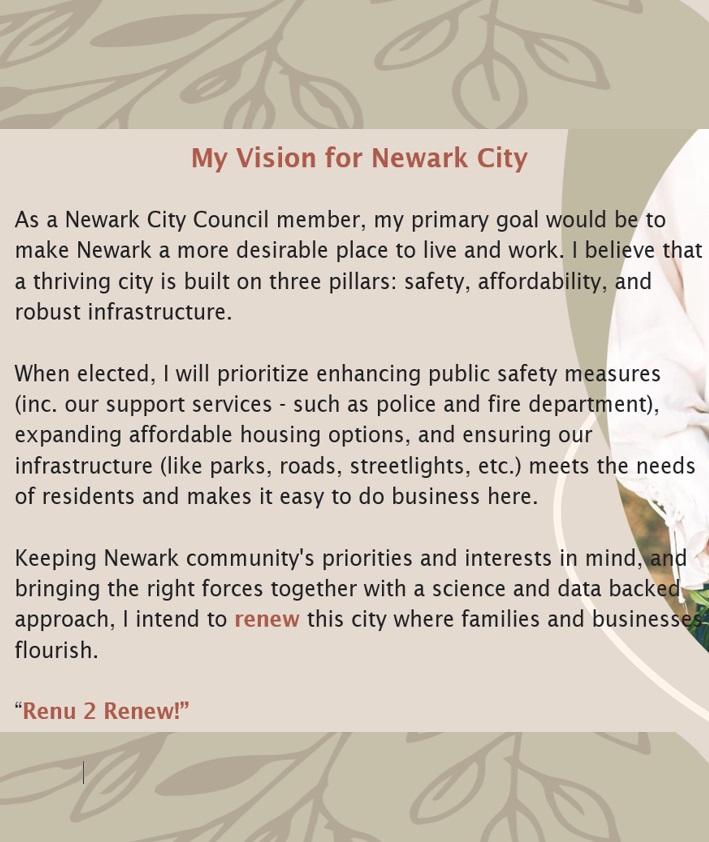 My Vision for Newark City
As a Newark City Council member, my primary goal would be to
make Newark a more desirable place to live and work. I believe that
a thriving city is built on three pillars: safety, affordability, and
robust infrastructure.
When elected, I will prioritize enhancing public safety measures
(inc. our support services - such as police and fire department),
expanding affordable housing options, and ensuring our
infrastructure (like parks, roads, streetlights, etc.) meets the needs
of residents and makes it easy to do business here.
Keeping Newark community's priorities and interests in mind, and
bringing the right forces together with a science and data backed
approach, I intend to renew this city where families and businesses
flourish.
“Renu 2 Renew!”